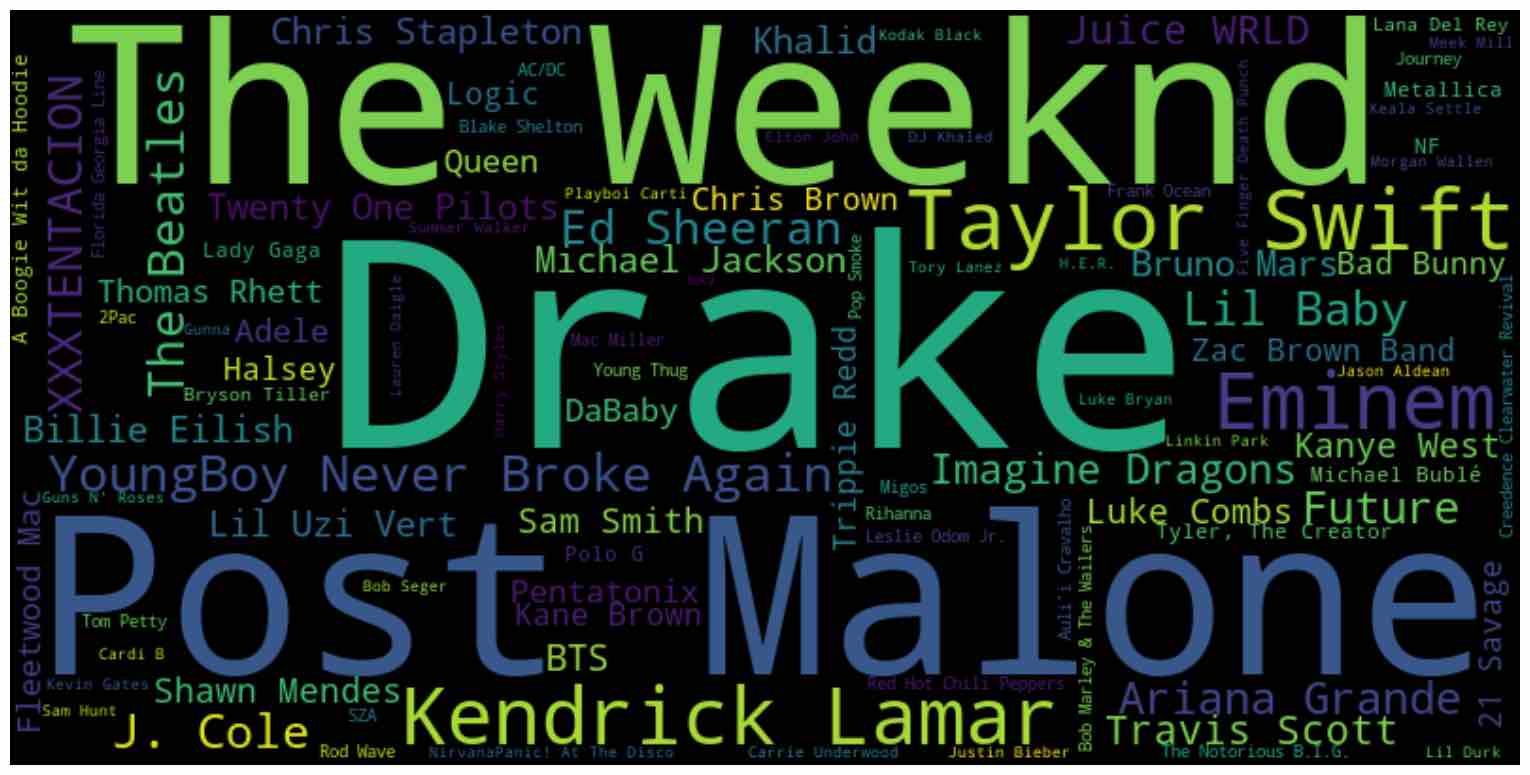 The Weeknd
Chris Stapleton
Khalid
Kodak Black
Juice WRLD
Lana Del Rey
Meek Mill
Journey
AC/DC
Logic
Blake Shelton
Queen
Elton John
DJ Khaled
Metallica
Keala Settle
NF
Morgan Wallen
A Boogie Wit da Hoodie
XXXTENTACION
Florida Georgia Line
The Beatles
Five Finger Death Punch
Twenty One Pilots
Summer Walker
Playboi Carti
Chris Brown
Frank Ocean
Taylor Swift
Ed Sheeran
Lady Gaga
Michael Jackson
Pop Smoke
Tory Lanez
H.E.R.
Bruno Mars
Bad Bunny
Drake
Thomas Rhett
2Pac
Gunna
Adele
Lauren Daigle
Harry Styles
Mac Miller
Lil Baby
Zac Brown Band
Creedence Clearwater Revival
Halsey
Young Thug
Jason Aldean
Bryson Tiller
DaBaby
Trippie Redd
Luke Bryan
Eminem
Billie Eilish
Linkin Park
Kanye West
YoungBoy Never Broke Again
Imagine Dragons
Michael Bublé
Guns N' Roses
Migos
Fleetwood Mac
Lil Uzi Vert
Sam Smith
Rihanna
Luke Combs
Future
Leslie Odom Jr.
Tyler, The Creator
Post Malone
Polo G
Auli'i Cravalho
Bob Marley & The Wailers
21 Savage
Bob Seger
Pentatonix
Kane Brown
Tom Petty
Cardi B
BTS
Kevin Gates
Shawn Mendes
Red Hot Chili Peppers
Ariana Grande
Sam Hunt
SZA
Kendrick Lamar
J. Cole
Travis Scott
Rod Wave
Nirvana
Panic! At The Disco
Carrie Underwood
Justin Bieber
The Notorious B.I.G.
Lil Durk